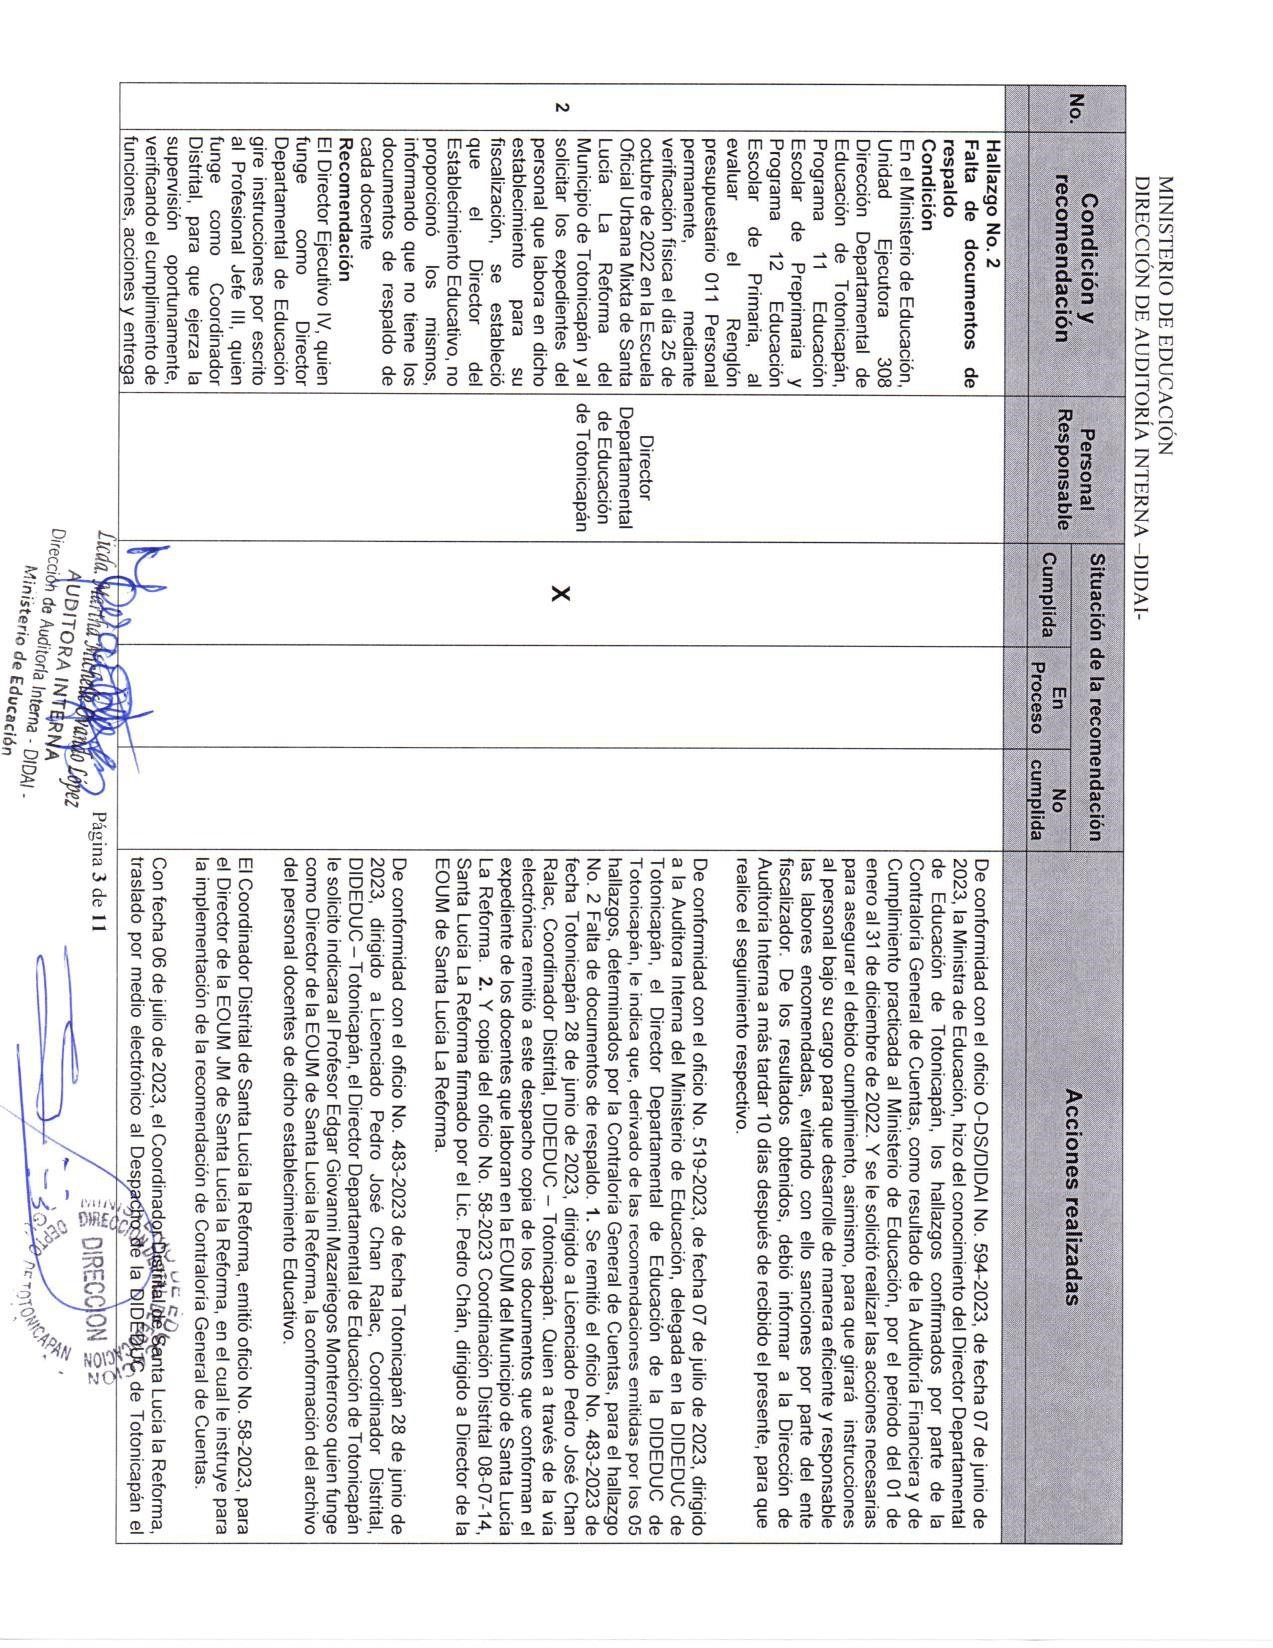 MINISTERIO DE EDUCACIÓN
DIRECCIÓN DE AUDITORÍA INTERNA –DIDAI-
No.
Condición y
recomendación
Personal
Responsable
Situación de la recomendación
Cumplida
En
Proceso
No
cumplida
Acciones realizadas
2
Hallazgo No. 2
Falta de documentos de
respaldo
Condición
En el Ministerio de Educación,
Unidad Ejecutora 308
Dirección Departamental de
Educación de Totonicapán,
Programa 11 Educación
Escolar de Preprimaria y
Programa 12 Educación
Escolar de Primaria, al
evaluar el Renglón
presupuestario 011 Personal
permanente, mediante
verificación física el día 25 de
octubre de 2022 en la Escuela
Oficial Urbana Mixta de Santa
Lucía La Reforma del
Municipio de Totonicapán y al
solicitar los expedientes del
personal que labora en dicho
establecimiento para su
fiscalización, se estableció
que el Director del
Establecimiento Educativo, no
proporcionó los mismos,
informando que no tiene los
documentos de respaldo de
cada docente
Recomendación
El Director Ejecutivo IV, quien
funge como Director
Departamental de Educación
gire instrucciones por escrito
al Profesional Jefe III, quien
funge como Coordinador
Distrital, para que ejerza la
supervisión oportunamente,
verificando el cumplimiento de
funciones, acciones y entrega
Director
Departamental
de Educación
de Totonicapán
X
De conformidad con el oficio O-DS/DIDAI No. 594-2023, de fecha 07 de junio de
2023, la Ministra de Educación, hizo del conocimiento del Director Departamental
de Educación de Totonicapán, los hallazgos confirmados por parte de la
Contraloría General de Cuentas, como resultado de la Auditoría Financiera y de
Cumplimiento practicada al Ministerio de Educación, por el periodo del 01 de
enero al 31 de diciembre de 2022. Y se le solicitó realizar las acciones necesarias
para asegurar el debido cumplimiento, asimismo, para que girará instrucciones
al personal bajo su cargo para que desarrolle de manera eficiente y responsable
las labores encomendadas, evitando con ello sanciones por parte del ente
fiscalizador. De los resultados obtenidos, debió informar a la Dirección de
Auditoría Interna a más tardar 10 días después de recibido el presente, para que
realice el seguimiento respectivo.
De conformidad con el oficio No. 519-2023, de fecha 07 de julio de 2023, dirigido
a la Auditora Interna del Ministerio de Educación, delegada en la DIDEDUC de
Totonicapán, el Director Departamental de Educación de la DIDEDUC de
Totonicapán, le indica que, derivado de las recomendaciones emitidas por los 05
hallazgos, determinados por la Contraloría General de Cuentas, para el hallazgo
No. 2 Falta de documentos de respaldo. 1. Se remitió el oficio No. 483-2023 de
fecha Totonicapán 28 de junio de 2023, dirigido a Licenciado Pedro José Chan
Ralac, Coordinador Distrital, DIDEDUC – Totonicapán. Quien a través de la vía
electrónica remitió a este despacho copia de los documentos que conforman el
expediente de los docentes que laboran en la EOUM del Municipio de Santa Lucía
La Reforma. 2. Y copia del oficio No. 58-2023 Coordinación Distrital 08-07-14,
Santa Lucía La Reforma firmado por el Lic. Pedro Chán, dirigido a Director de la
EOUM de Santa Lucía La Reforma.
De conformidad con el oficio No. 483-2023 de fecha Totonicapán 28 de junio de
2023, dirigido a Licenciado Pedro José Chan Ralac, Coordinador Distrital,
DIDEDUC – Totonicapán, el Director Departamental de Educación de Totonicapán
le solicito indicara al Profesor Edgar Giovanni Mazariegos Monterroso quien funge
como Director de la EOUM de Santa Lucia la Reforma, la conformación del archivo
del personal docentes de dicho establecimiento Educativo.
El Coordinador Distrital de Santa Lucia la Reforma, emitió oficio No. 58-2023, para
el Director de la EOUM JM de Santa Lucía la Reforma, en el cual le instruye para
la implementación de la recomendación de Contraloría General de Cuentas.
Con fecha 06 de julio de 2023, el Coordinador Distrital de Santa Lucía la Reforma,
traslado por medio electrónico al Despacho de la DIDEDUC de Totonicapán el
Página 3 de 11
Licda. Martha Michelle Ovando López
AUDITORA INTERNA
Dirección de Auditoría Interna - DIDAI -
Ministerio de Educación
DIRECCION
DEPTO. DE TOTONICAPAN